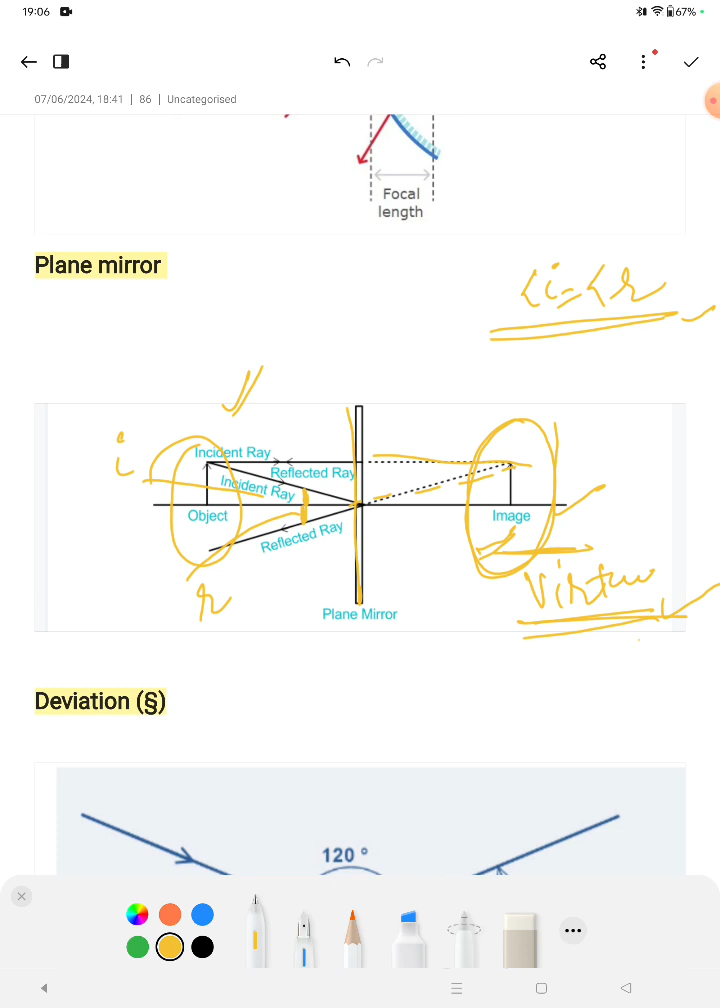 19:06
67%
07/06/2024, 18:41 | 86 | Uncategorised
Focal
length
Plane mirror
<i=<r
i
Incident Ray
Reflected Ray
Incident Ray
Object
Image
Reflected Ray
r
Plane Mirror
Deviation (§)
120 °